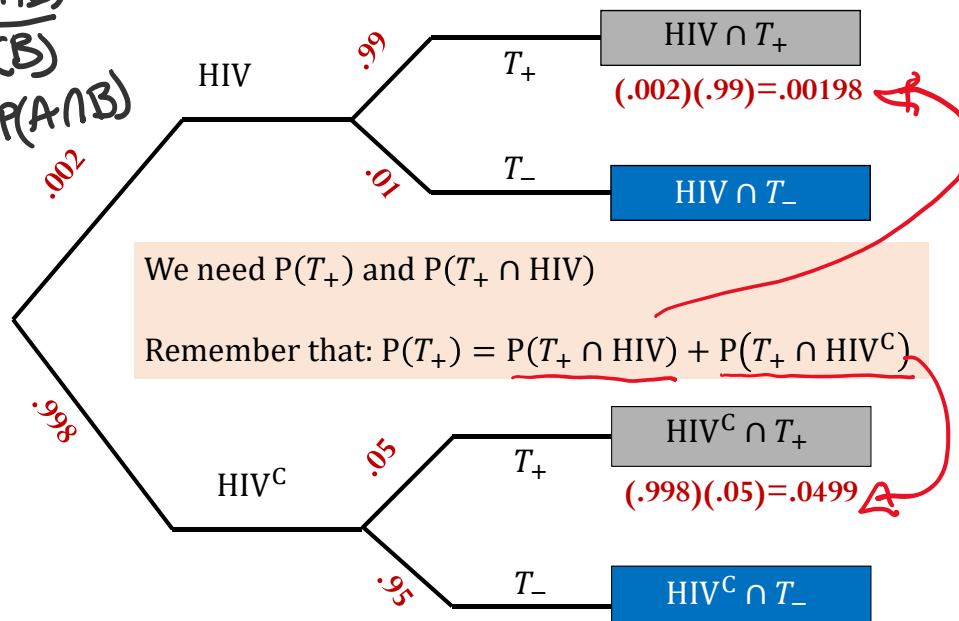 (B)
P(A∩B)
HIV
.002
.99
T₊
HIV ∩ T₊
(.002)(.99)=.00198
.01
T₋
HIV ∩ T₋
We need P(T₊) and P(T₊ ∩ HIV)
Remember that: P(T₊) = P(T₊ ∩ HIV) + P(T₊ ∩ HIVᶜ)
.998
HIVᶜ
.05
T₊
HIVᶜ ∩ T₊
(.998)(.05)=.0499
.95
T₋
HIVᶜ ∩ T₋